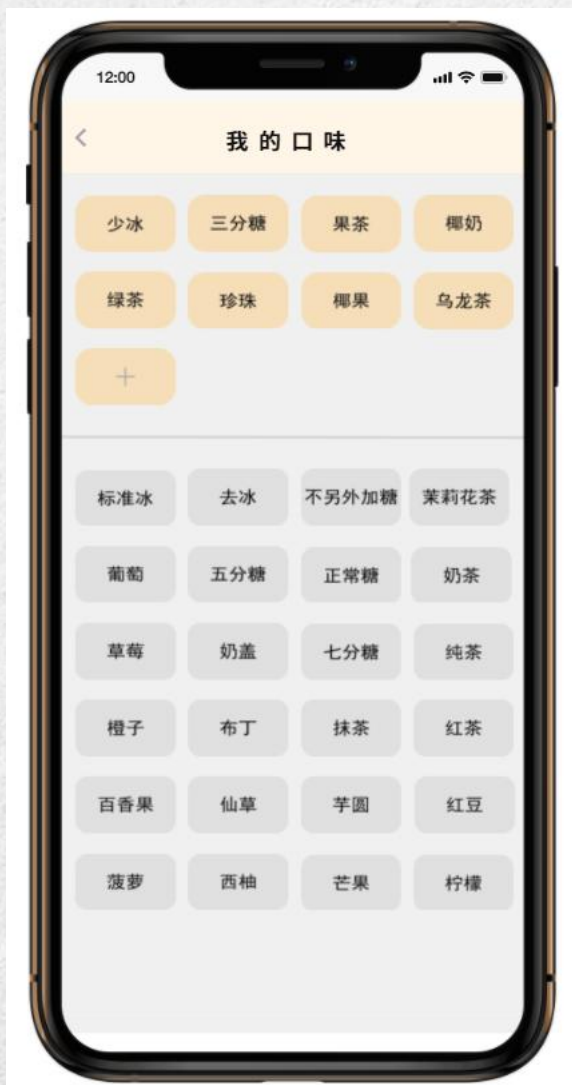 12:00
我的口味
少冰 三分糖 果茶 椰奶
绿茶 珍珠 椰果 乌龙茶
+
标准冰 去冰 不另外加糖 茉莉花茶
葡萄 五分糖 正常糖 奶茶
草莓 奶盖 七分糖 纯茶
橙子 布丁 抹茶 红茶
百香果 仙草 芋圆 红豆
菠萝 西柚 芒果 柠檬